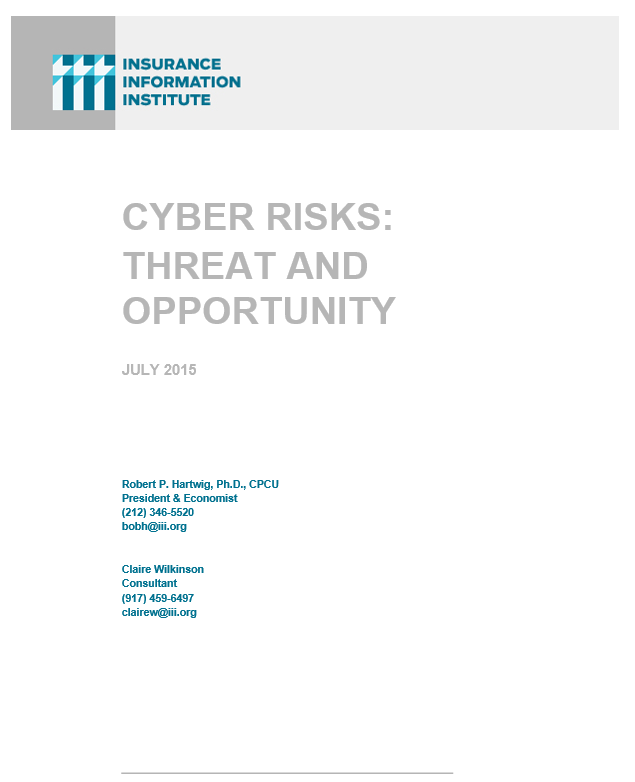 INSURANCE
INFORMATION
INSTITUTE
CYBER RISKS:
THREAT AND
OPPORTUNITY
JULY 2015
Robert P. Hartwig, Ph.D., CPCU
President & Economist
(212) 346-5520
bobh@iii.org
Claire Wilkinson
Consultant
(917) 459-6497
clairew@iii.org